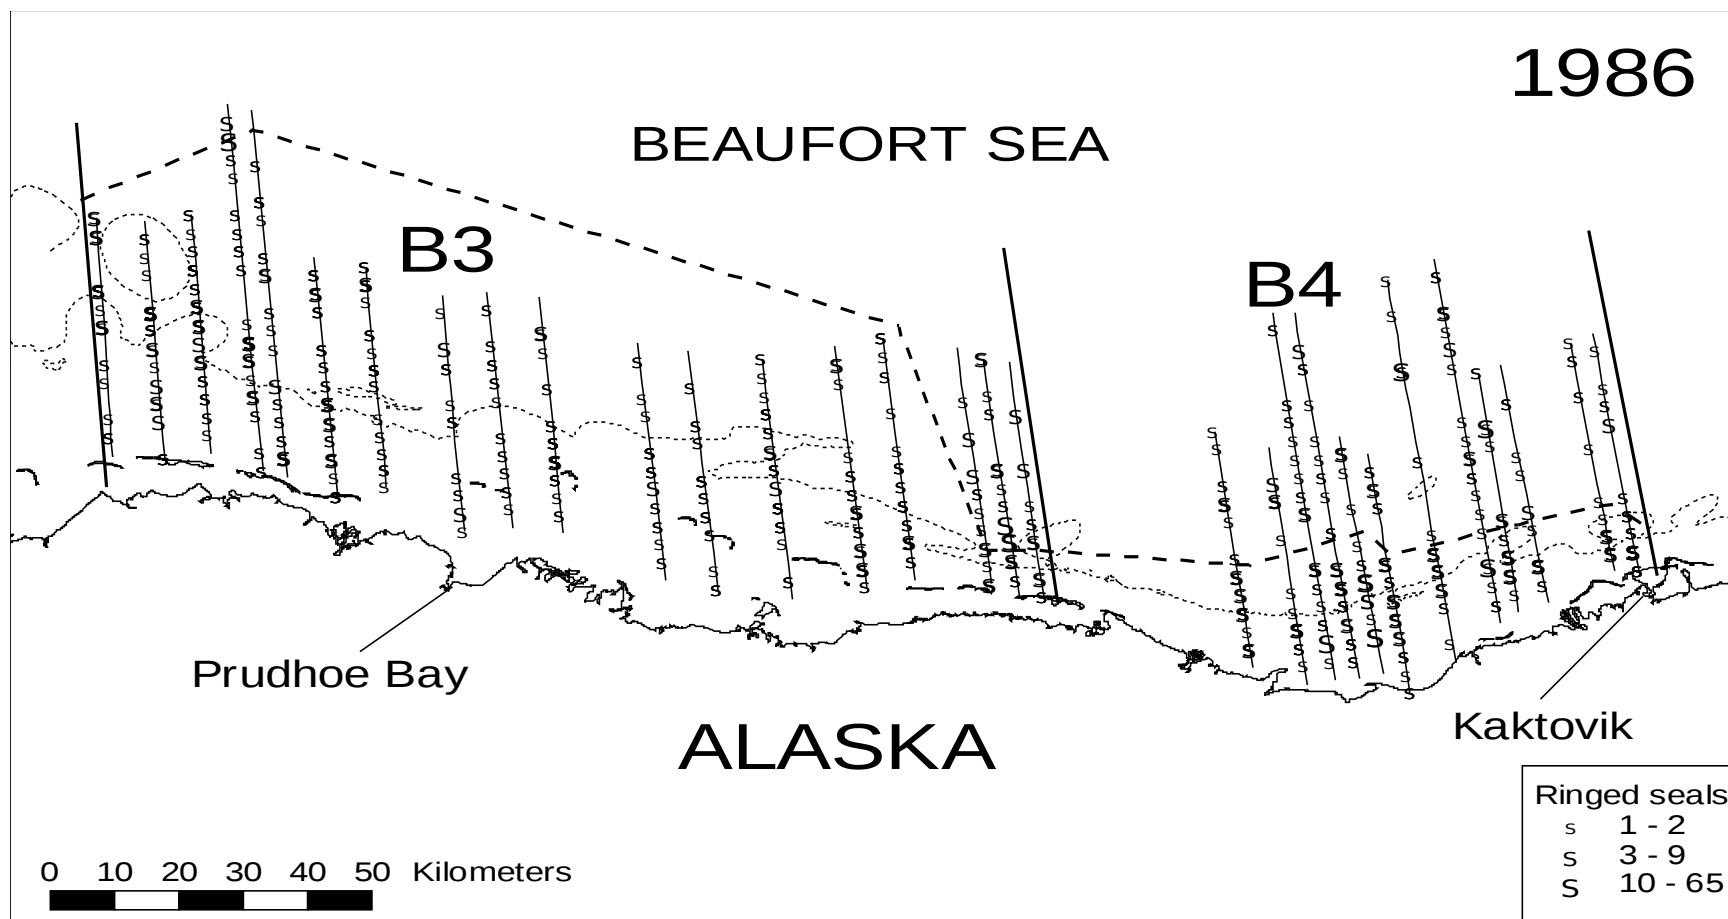 1986
BEAUFORT SEA
B3
B4
Prudhoe Bay
ALASKA
Kaktovik
Ringed seals
s 1 - 2
s 3 - 9
s 10 - 65
0 10 20 30 40 50 Kilometers